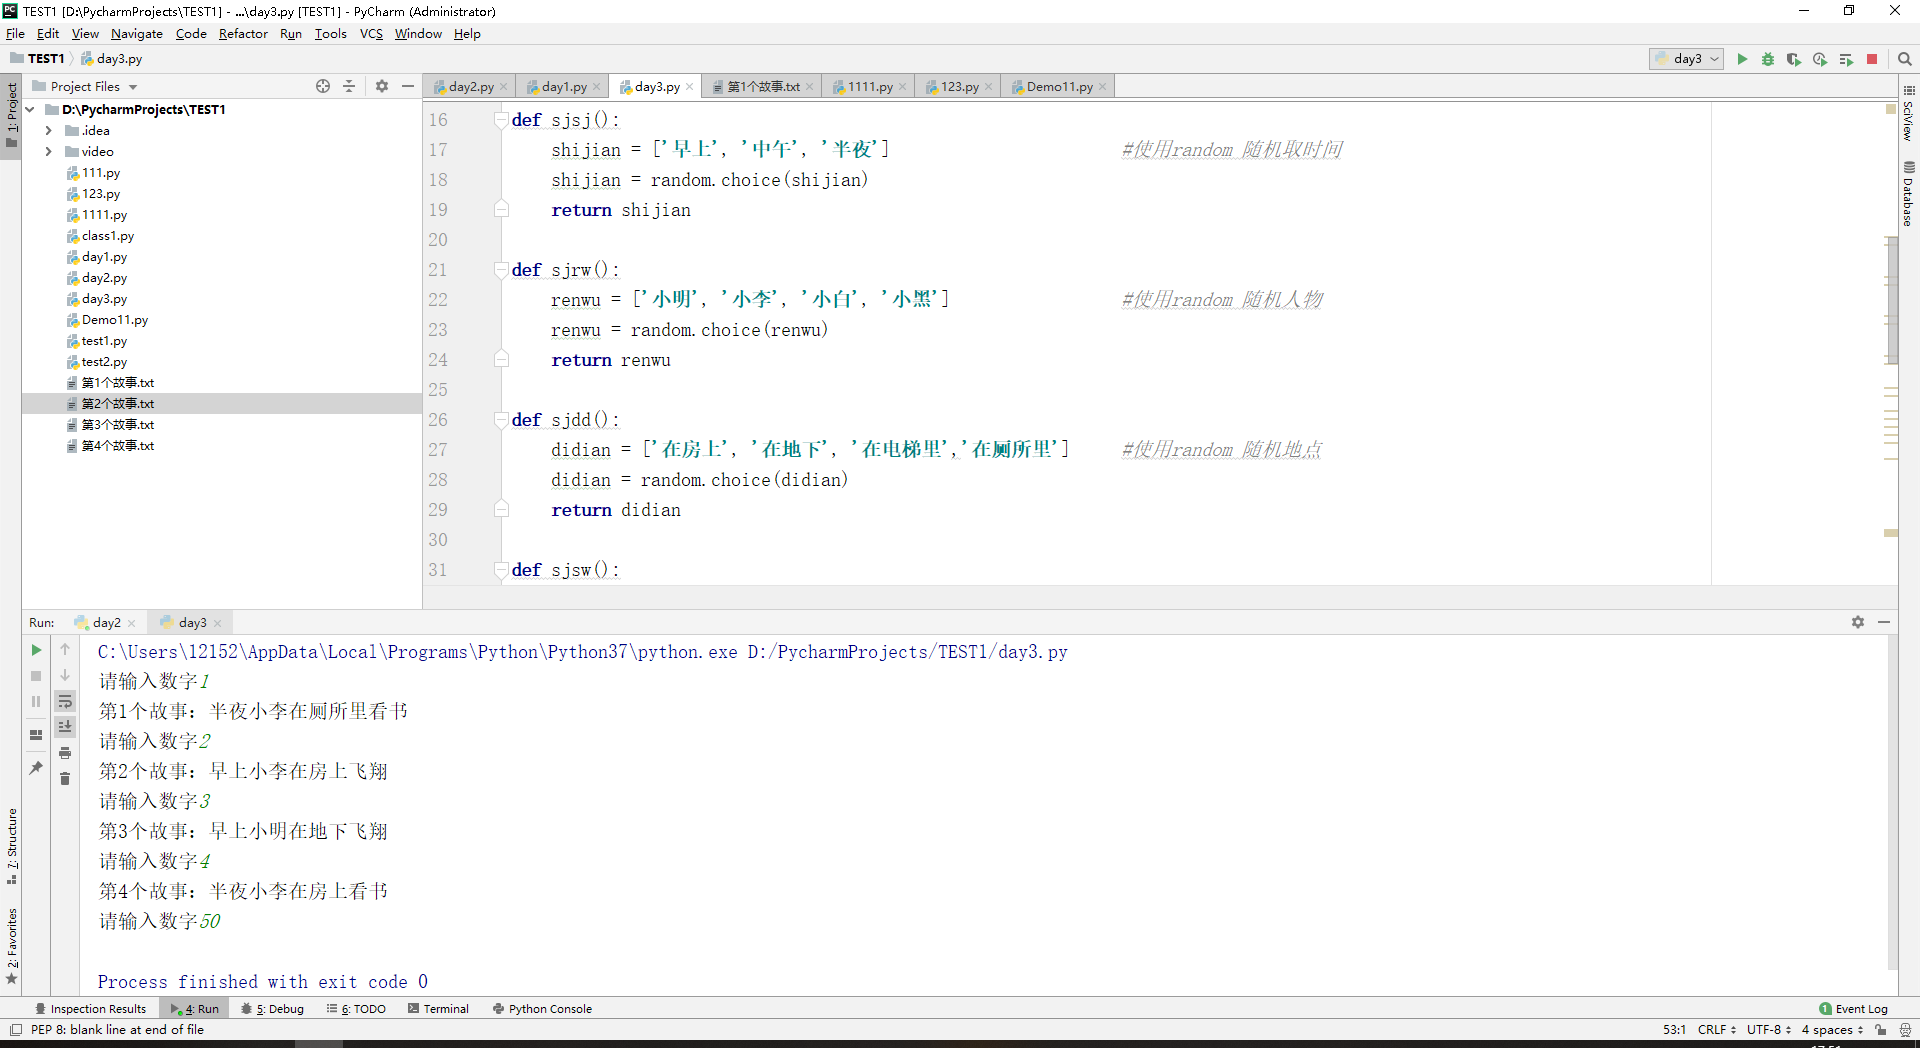 TEST1 [D:\PycharmProjects\TEST1] - ...\day3.py [TEST1] - PyCharm (Administrator)
File Edit View Navigate Code Refactor Run Tools VCS Window Help
TEST1 day3.py
day3
1: Project
Project Files
D:\PycharmProjects\TEST1
.idea
video
111.py
123.py
1111.py
class1.py
day1.py
day2.py
day3.py
Demo11.py
test1.py
test2.py
第1个故事.txt
第2个故事.txt
第3个故事.txt
第4个故事.txt
day2.py day1.py day3.py 第1个故事.txt 1111.py 123.py Demo11.py
16 def sjsj():
17 shijian = ['早上', '中午', '半夜'] #使用random 随机取时间
18 shijian = random.choice(shijian)
19 return shijian
20
21 def sjrw():
22 renwu = ['小明', '小李', '小白', '小黑'] #使用random 随机人物
23 renwu = random.choice(renwu)
24 return renwu
25
26 def sjdd():
27 didian = ['在房上', '在地下', '在电梯里','在厕所里'] #使用random 随机地点
28 didian = random.choice(didian)
29 return didian
30
31 def sjsw():
SciView
Database
Run: day2 day3
C:\Users\12152\AppData\Local\Programs\Python\Python37\python.exe D:/PycharmProjects/TEST1/day3.py
请输入数字1
第1个故事: 半夜小李在厕所里看书
请输入数字2
第2个故事: 早上小李在房上飞翔
请输入数字3
第3个故事: 早上小明在地下飞翔
请输入数字4
第4个故事: 半夜小李在房上看书
请输入数字50
Process finished with exit code 0
7: Structure
2: Favorites
Inspection Results 4: Run 5: Debug 6: TODO Terminal Python Console 1 Event Log
PEP 8: blank line at end of file 53:1 CRLF UTF-8 4 spaces